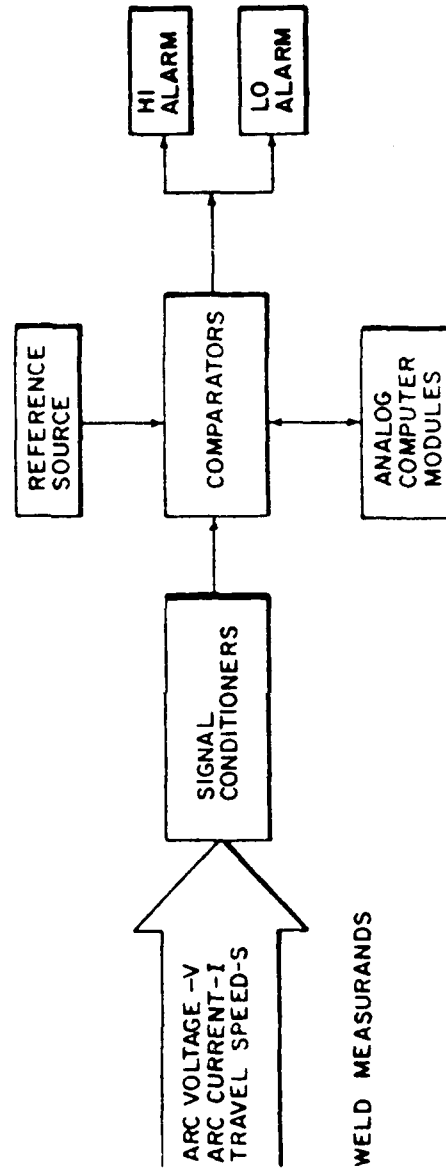 ARC VOLTAGE -V
ARC CURRENT-I
TRAVEL SPEED-S
WELD MEASURANDS
SIGNAL
CONDITIONERS
REFERENCE
SOURCE
COMPARATORS
ANALOG
COMPUTER
MODULES
HI
ALARM
LO
ALARM